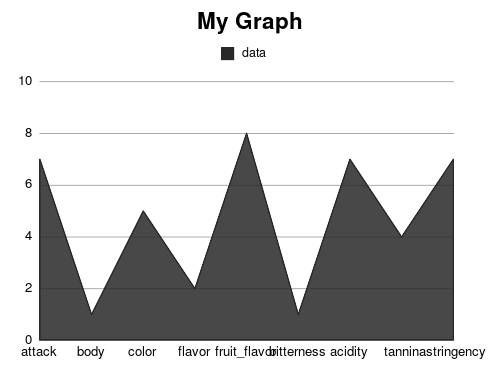 My Graph
data
10
8
6
4
2
0
attack body color flavor fruit_flavor bitterness acidity tannin astringency